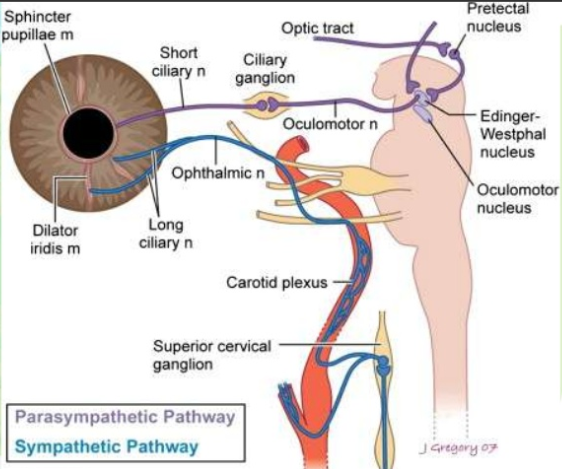 Sphincter
pupillae m
Short
ciliary n
Ciliary
ganglion
Optic tract
Pretectal
nucleus
Oculomotor n
Edinger-
Westphal
nucleus
Ophthalmic n
Oculomotor
nucleus
Dilator
iridis m
Long
ciliary n
Carotid plexus
Superior cervical
ganglion
Parasympathetic Pathway
Sympathetic Pathway
J Gregory 07